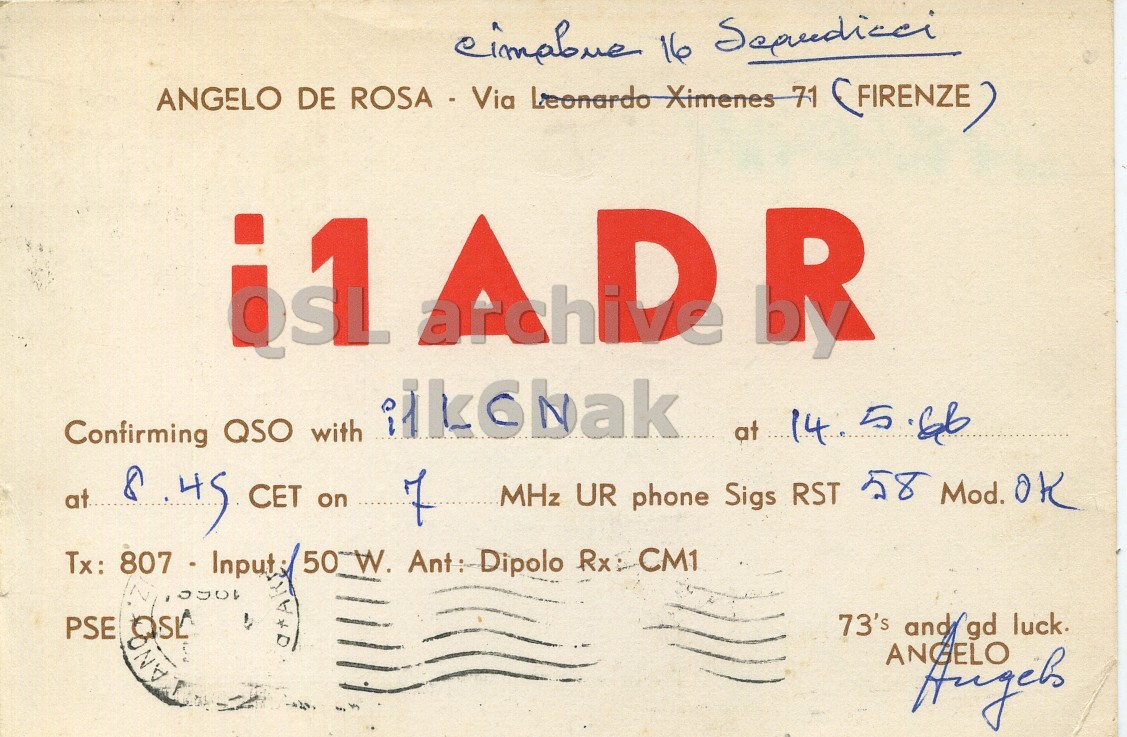 cimabue 16 Scandicci
ANGELO DE ROSA - Via Leonardo Ximenes 71 (FIRENZE)
i1ADR
QSL archive by
ik6bak
Confirming QSO with i1LCN at 14.5.66
at 8.45 CET on 7 MHz UR phone Sigs RST 58 Mod. OK
Tx: 807 - Input: 150 W. Ant: Dipolo Rx: CM1
PSE QSL
73's and gd luck.
ANGELO
Angelo